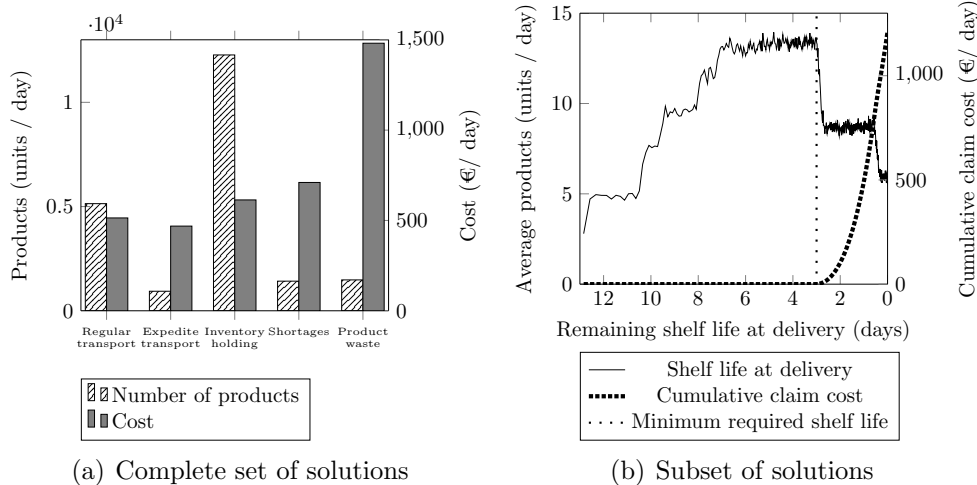 ·10⁴
1
0.5
0
Products (units / day)
1,500
1,000
500
0
Cost (€/ day)
Regular transport
Expedite transport
Inventory holding
Shortages
Product waste
Number of products
Cost
(a) Complete set of solutions
15
10
5
0
Average products (units / day)
1,000
500
0
Cumulative claim cost (€/ day)
12 10 8 6 4 2 0
Remaining shelf life at delivery (days)
Shelf life at delivery
Cumulative claim cost
Minimum required shelf life
(b) Subset of solutions